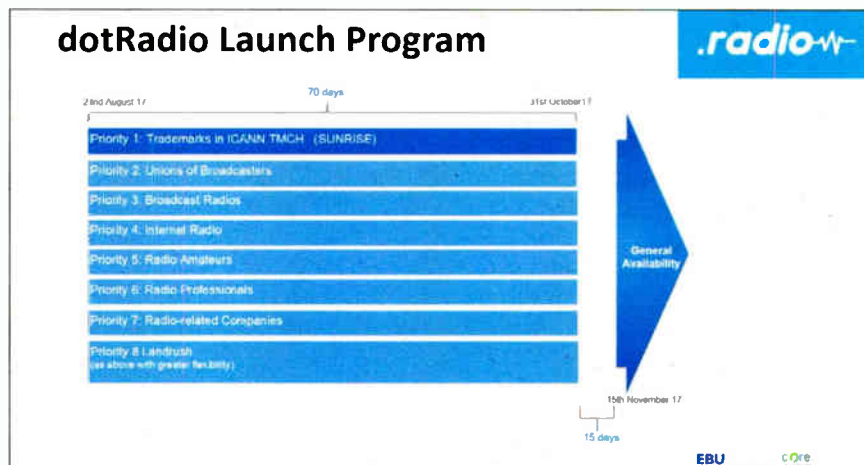 dotRadio Launch Program
.radio
70 days
22nd August 17
31st October 17
Priority 1: Trademarks in ICANN TMCH (SUNRISE)
Priority 2: Unions of Broadcasters
Priority 3: Broadcast Radios
Priority 4: Internet Radio
Priority 5: Radio Amateurs
Priority 6: Radio Professionals
Priority 7: Radio-related Companies
Priority 8 Landrush
(as above with greater flexibility)
General
Availability
15th November 17
15 days
EBU
core